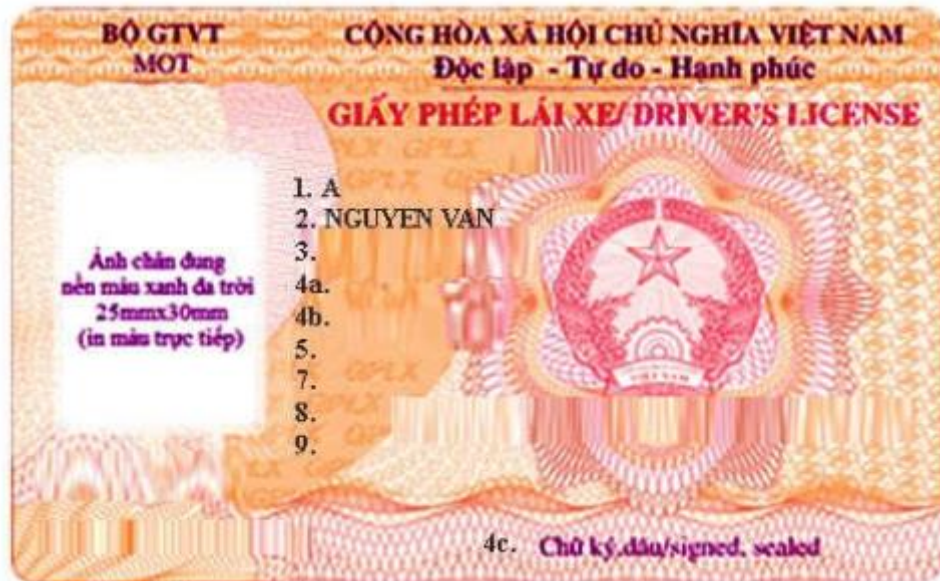 BỘ GTVT
MOT
CỘNG HÒA XÃ HỘI CHỦ NGHĨA VIỆT NAM
Độc lập - Tự do - Hạnh phúc
GIẤY PHÉP LÁI XE/ DRIVER'S LICENSE
Ảnh chân dung
nền màu xanh da trời
25mmx30mm
(in màu trực tiếp)
1. A
2. NGUYEN VAN
3.
4a.
4b.
5.
7.
8.
9.
VIỆT NAM
4c. Chữ ký,dấu/signed, sealed